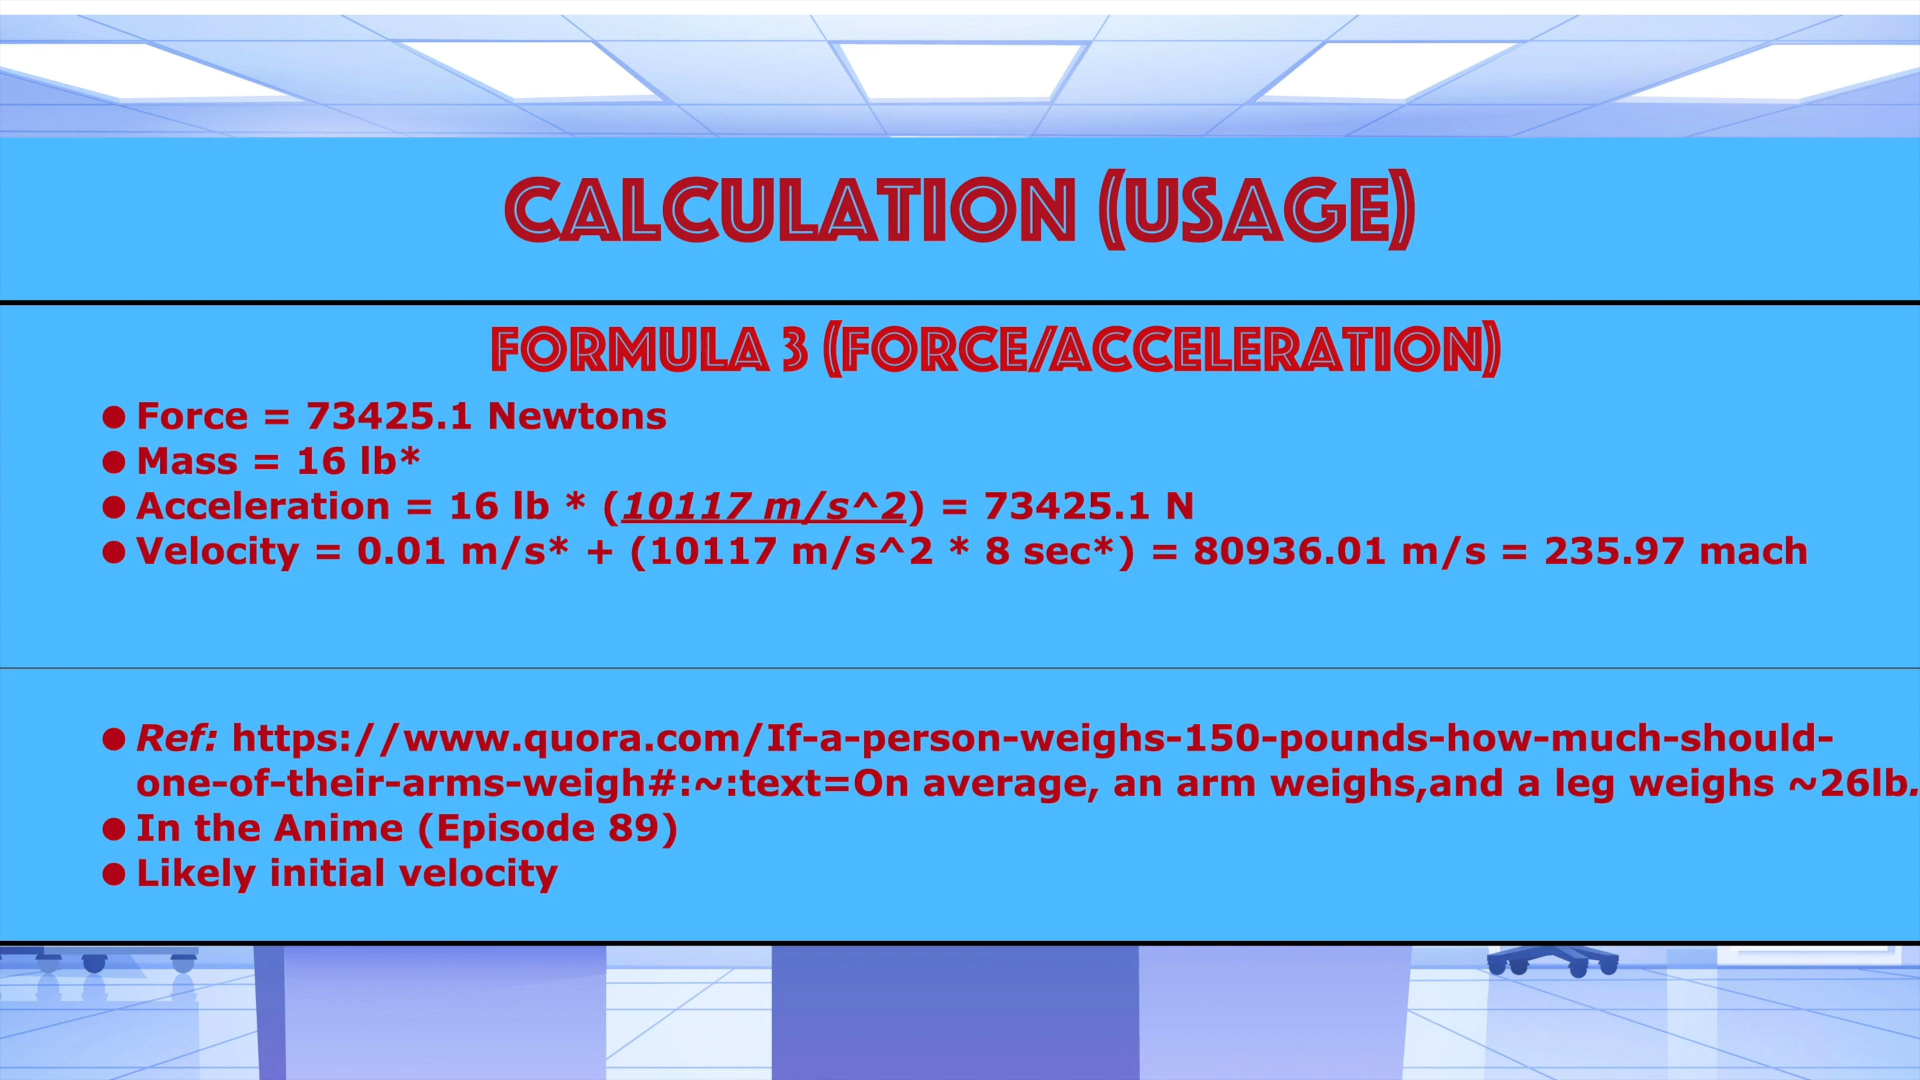 CALCULATION (USAGE)
FORMULA 3 (FORCE/ACCELERATION)
● Force = 73425.1 Newtons
● Mass = 16 lb*
● Acceleration = 16 lb * (10117 m/s^2) = 73425.1 N
● Velocity = 0.01 m/s* + (10117 m/s^2 * 8 sec*) = 80936.01 m/s = 235.97 mach
● Ref: https://www.quora.com/If-a-person-weighs-150-pounds-how-much-should-
one-of-their-arms-weigh#:~:text=On average, an arm weighs,and a leg weighs ~26lb.
● In the Anime (Episode 89)
● Likely initial velocity